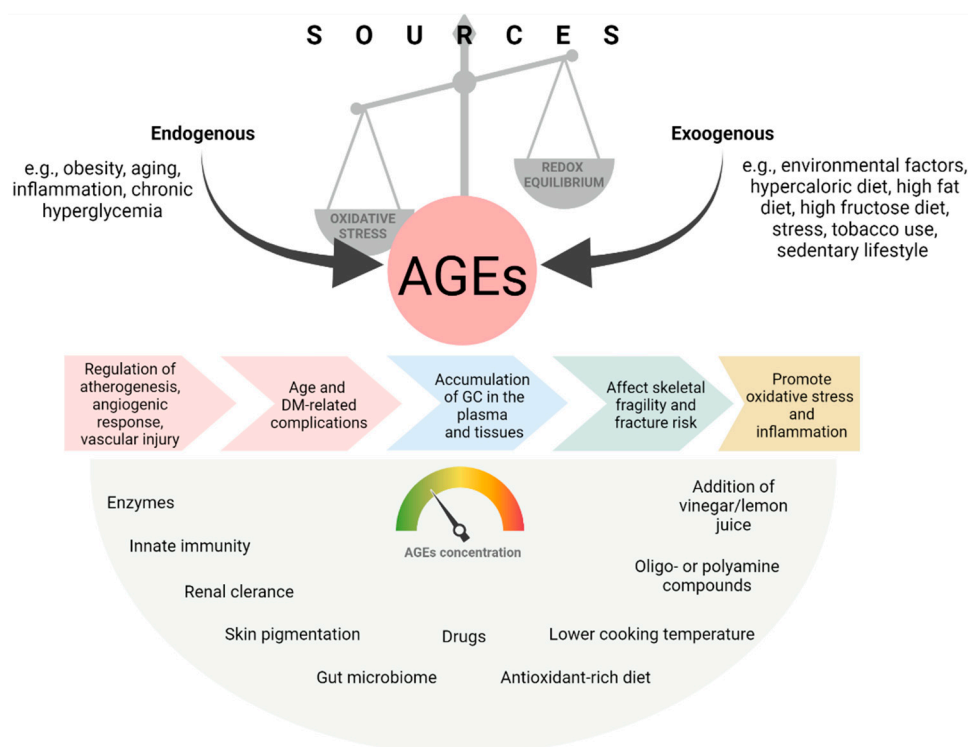 S O U R C E S
Endogenous
e.g., obesity, aging,
inflammation, chronic
hyperglycemia
OXIDATIVE
STRESS
REDOX
EQUILIBRIUM
Exoogenous
e.g., environmental factors,
hypercaloric diet, high fat
diet, high fructose diet,
stress, tobacco use,
sedentary lifestyle
AGEs
Regulation of
atherogenesis,
angiogenic
response,
vascular injury
Age and
DM-related
complications
Accumulation
of GC in the
plasma
and tissues
Affect skeletal
fragility and
fracture risk
Promote
oxidative stress
and
inflammation
Enzymes
Innate immunity
Renal clerance
Skin pigmentation
Gut microbiome
AGEs concentration
Drugs
Addition of
vinegar/lemon
juice
Oligo- or polyamine
compounds
Lower cooking temperature
Antioxidant-rich diet